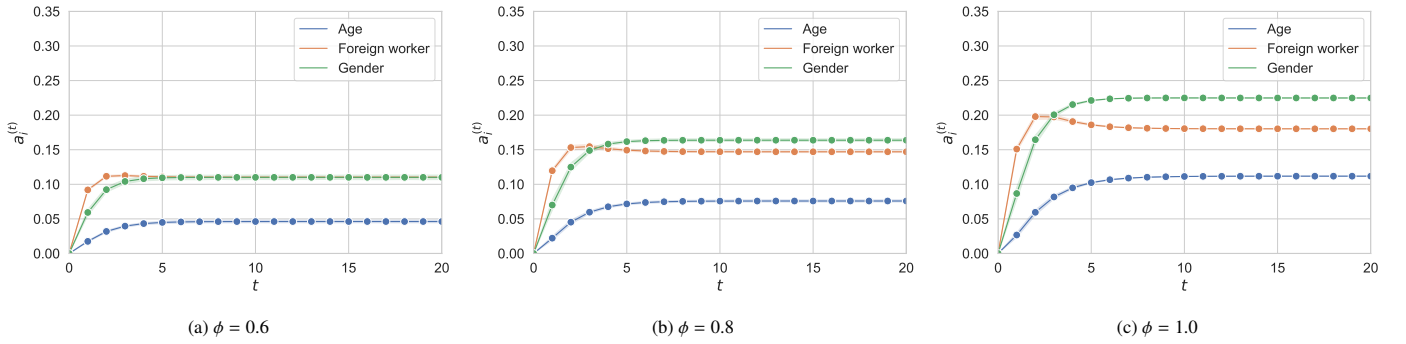 0.35
0.30
0.25
0.20
0.15
0.10
0.05
0.00
a_i^{(t)}
Age
Foreign worker
Gender
0 5 10 15 20
t
(a) ϕ = 0.6
0.35
0.30
0.25
0.20
0.15
0.10
0.05
0.00
a_i^{(t)}
Age
Foreign worker
Gender
0 5 10 15 20
t
(b) ϕ = 0.8
0.35
0.30
0.25
0.20
0.15
0.10
0.05
0.00
a_i^{(t)}
Age
Foreign worker
Gender
0 5 10 15 20
t
(c) ϕ = 1.0